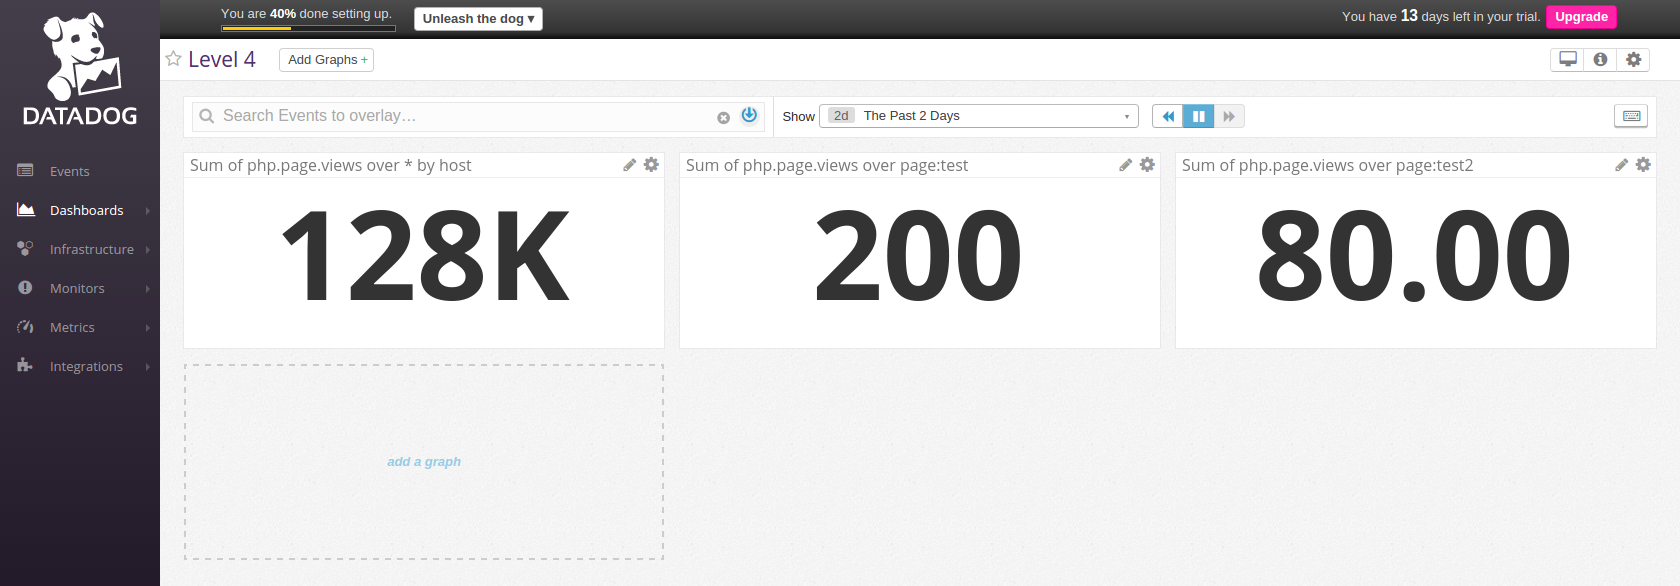 You are 40% done setting up.
Unleash the dog ▾
You have 13 days left in your trial. Upgrade
DATADOG
Level 4
Add Graphs +
Search Events to overlay…
Show
2d The Past 2 Days
Events
Dashboards
Infrastructure
Monitors
Metrics
Integrations
Sum of php.page.views over * by host
128K
Sum of php.page.views over page:test
200
Sum of php.page.views over page:test2
80.00
add a graph